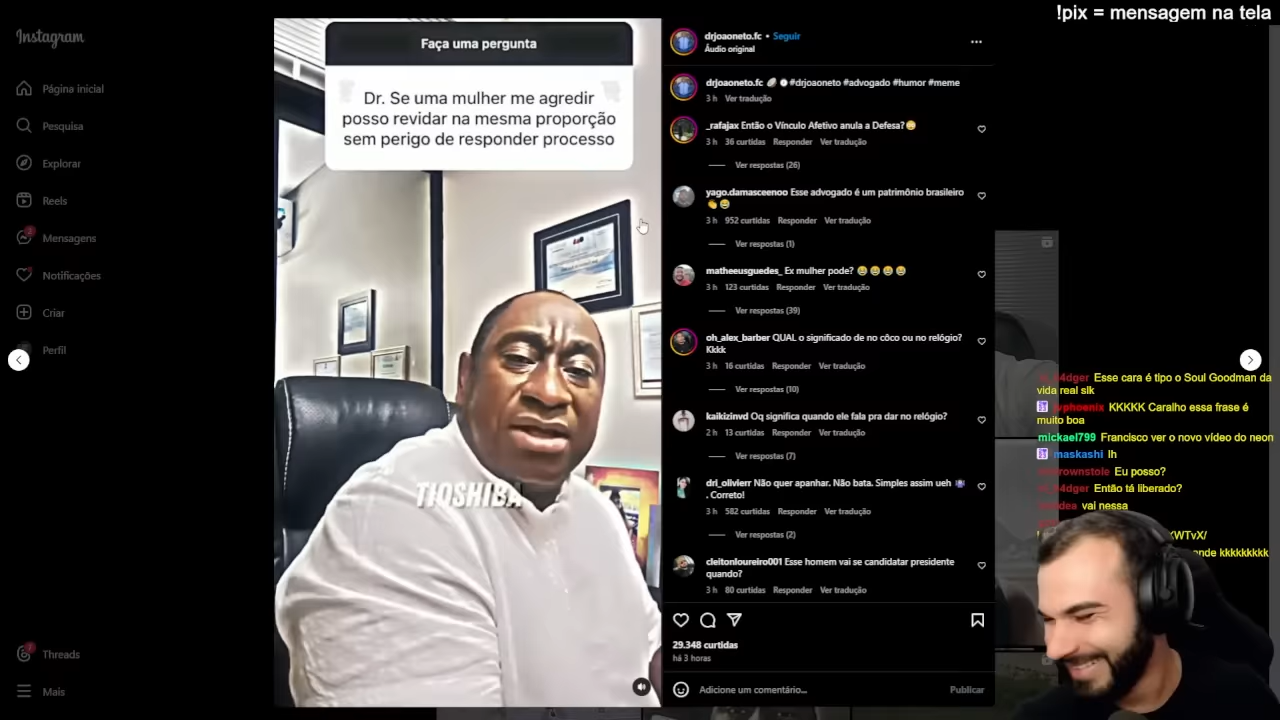 !pix = mensagem na tela
Instagram
Página inicial
Pesquisa
Explorar
Reels
2
Mensagens
Notificações
Criar
Perfil
Threads
Mais
Faça uma pergunta
Dr. Se uma mulher me agredir
posso revidar na mesma proporção
sem perigo de responder processo
TIOSHIBA
drjoaoneto.fc • Seguir
Áudio original
drjoaoneto.fc 🥥 ⏱️ #drjoaoneto #advogado #humor #meme
3 h Ver tradução
_rafajax Então o Vínculo Afetivo anula a Defesa?😳
3 h 36 curtidas Responder Ver tradução
Ver respostas (26)
yago.damasceenoo Esse advogado é um patrimônio brasileiro
👏😂
3 h 952 curtidas Responder Ver tradução
Ver respostas (1)
matheeusguedes_ Ex mulher pode? 😂😂😂😂
3 h 123 curtidas Responder Ver tradução
Ver respostas (39)
oh_alex_barber QUAL o significado de no côco ou no relógio?
Kkkk
3 h 16 curtidas Responder Ver tradução
Ver respostas (10)
kaikizinvd Oq significa quando ele fala pra dar no relógio?
2 h 13 curtidas Responder Ver tradução
Ver respostas (7)
dri_olivierr Não quer apanhar. Não bata. Simples assim ueh 🤷🏽‍♀️
. Correto!
3 h 582 curtidas Responder Ver tradução
Ver respostas (2)
cleitonloureiro001 Esse homem vai se candidatar presidente
quando?
3 h 80 curtidas Responder Ver tradução
29.348 curtidas
há 3 horas
Adicione um comentário...
Publicar
Esse cara é tipo o Soul Goodman da
vida real slk
KKKKK Caralho essa frase é
muito boa
mickael799 Francisco ver o novo vídeo do neon
maskashi Ih
Eu posso?
Então tá liberado?
vai nessa